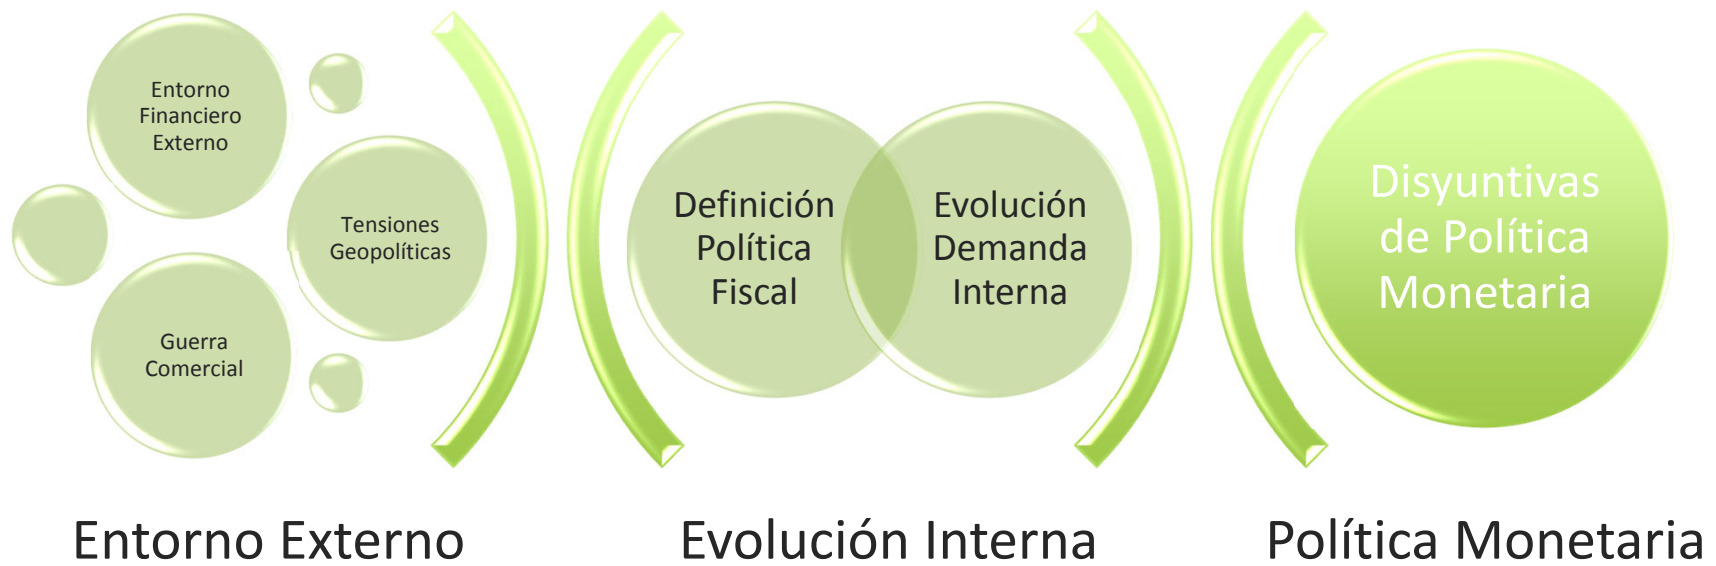 Entorno
Financiero
Externo
Tensiones
Geopolíticas
Guerra
Comercial
Entorno Externo
Definición
Política
Fiscal
Evolución
Demanda
Interna
Evolución Interna
Disyuntivas
de Política
Monetaria
Política Monetaria